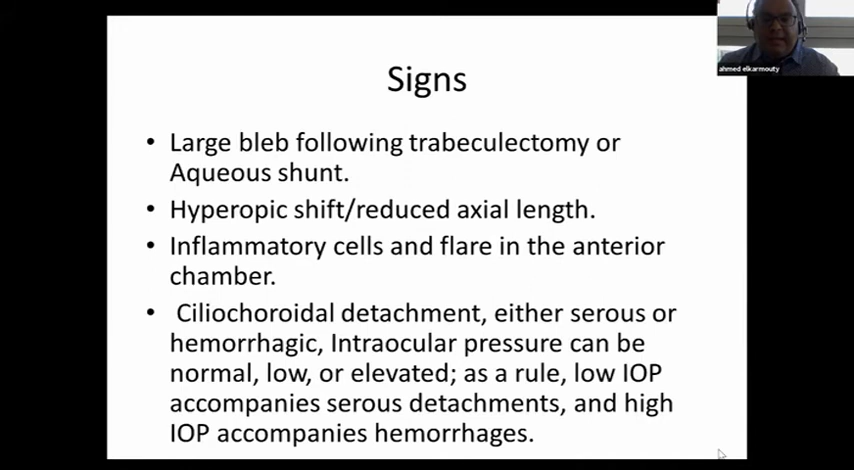 ahmed elkarmouty
Signs
• Large bleb following trabeculectomy or
Aqueous shunt.
• Hyperopic shift/reduced axial length.
• Inflammatory cells and flare in the anterior
chamber.
• Ciliochoroidal detachment, either serous or
hemorrhagic, Intraocular pressure can be
normal, low, or elevated; as a rule, low IOP
accompanies serous detachments, and high
IOP accompanies hemorrhages.